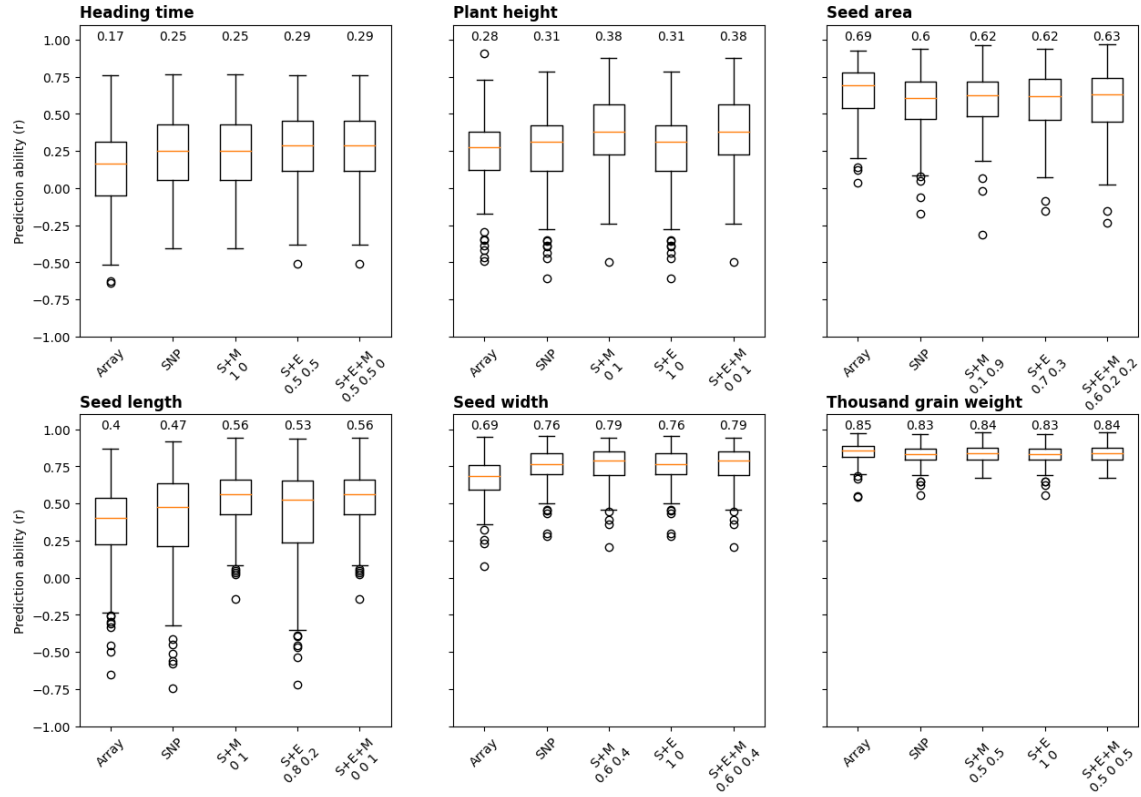 Heading time
Plant height
Seed area
0.17 0.25 0.25 0.29 0.29
0.28 0.31 0.38 0.31 0.38
0.69 0.6 0.62 0.62 0.63
Prediction ability (r)
1.00
0.75
0.50
0.25
0.00
−0.25
−0.50
−0.75
−1.00
Array
SNP
S+M
1 0
S+E
0.5 0.5
S+E+M
0.5 0.5 0
Array
SNP
S+M
0 1
S+E
1 0
S+E+M
0 0 1
Array
SNP
S+M
0.1 0.9
S+E
0.7 0.3
S+E+M
0.6 0.2 0.2
Seed length
Seed width
Thousand grain weight
0.4 0.47 0.56 0.53 0.56
0.69 0.76 0.79 0.76 0.79
0.85 0.83 0.84 0.83 0.84
Prediction ability (r)
1.00
0.75
0.50
0.25
0.00
−0.25
−0.50
−0.75
−1.00
Array
SNP
S+M
0 1
S+E
0.8 0.2
S+E+M
0 0 1
Array
SNP
S+M
0.6 0.4
S+E
1 0
S+E+M
0.6 0 0.4
Array
SNP
S+M
0.5 0.5
S+E
1 0
S+E+M
0.5 0 0.5